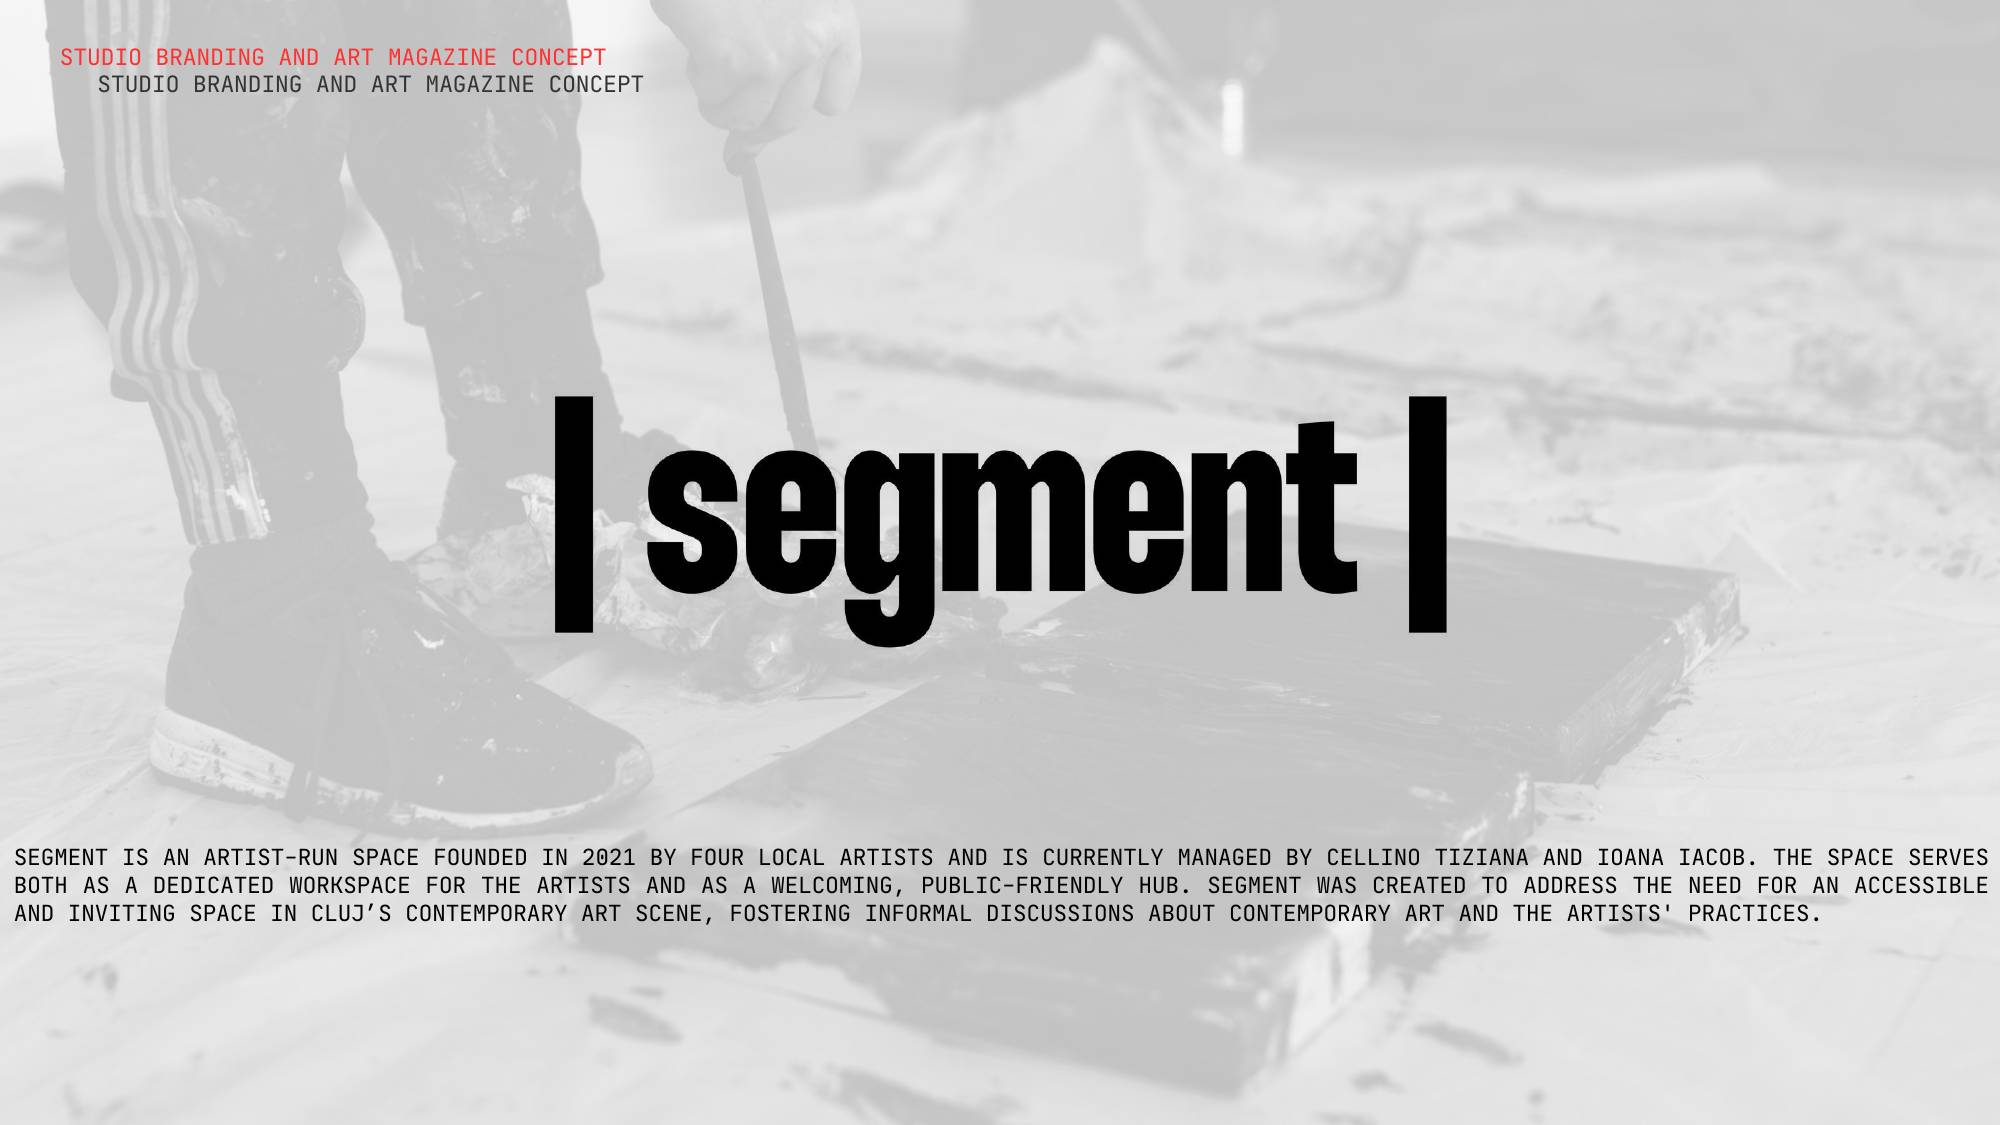 STUDIO BRANDING AND ART MAGAZINE CONCEPT
STUDIO BRANDING AND ART MAGAZINE CONCEPT
| segment |
SEGMENT IS AN ARTIST-RUN SPACE FOUNDED IN 2021 BY FOUR LOCAL ARTISTS AND IS CURRENTLY MANAGED BY CELLINO TIZIANA AND IOANA IACOB. THE SPACE SERVES
BOTH AS A DEDICATED WORKSPACE FOR THE ARTISTS AND AS A WELCOMING, PUBLIC-FRIENDLY HUB. SEGMENT WAS CREATED TO ADDRESS THE NEED FOR AN ACCESSIBLE
AND INVITING SPACE IN CLUJ’S CONTEMPORARY ART SCENE, FOSTERING INFORMAL DISCUSSIONS ABOUT CONTEMPORARY ART AND THE ARTISTS' PRACTICES.